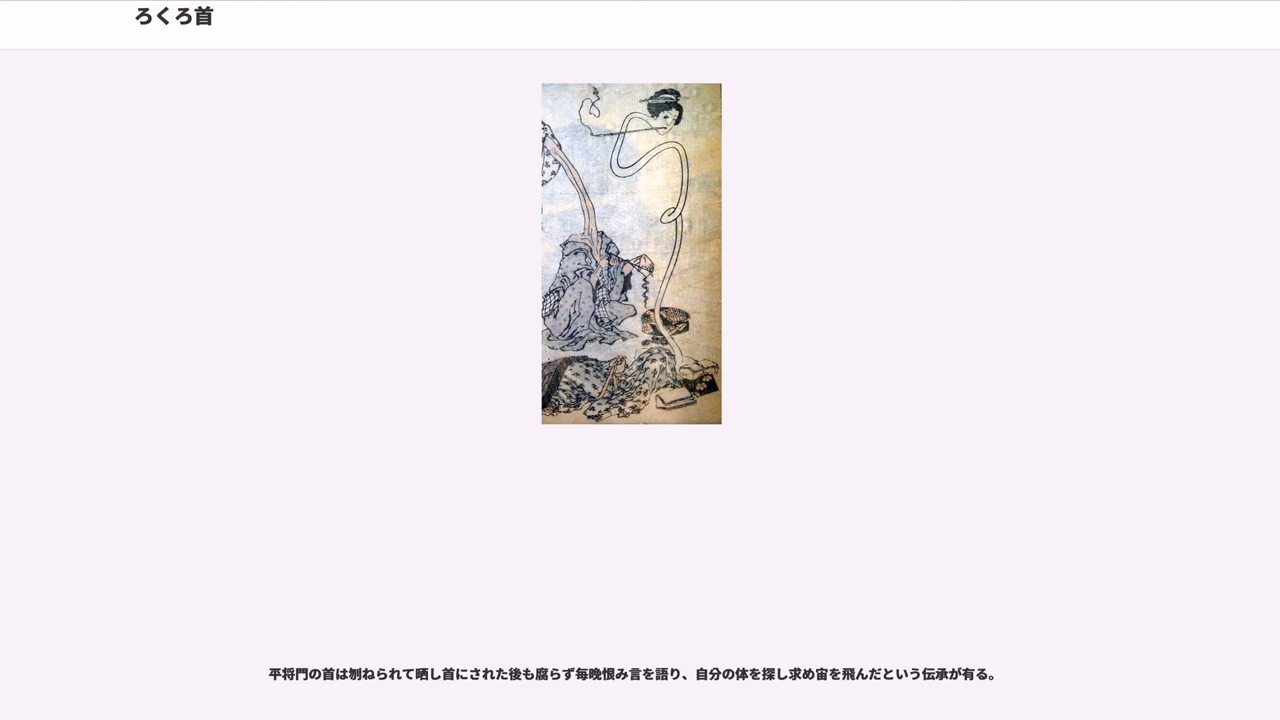 ろくろ首
平将門の首は刎ねられて晒し首にされた後も腐らず毎晩恨み言を語り、自分の体を探し求め宙を飛んだという伝承が有る。